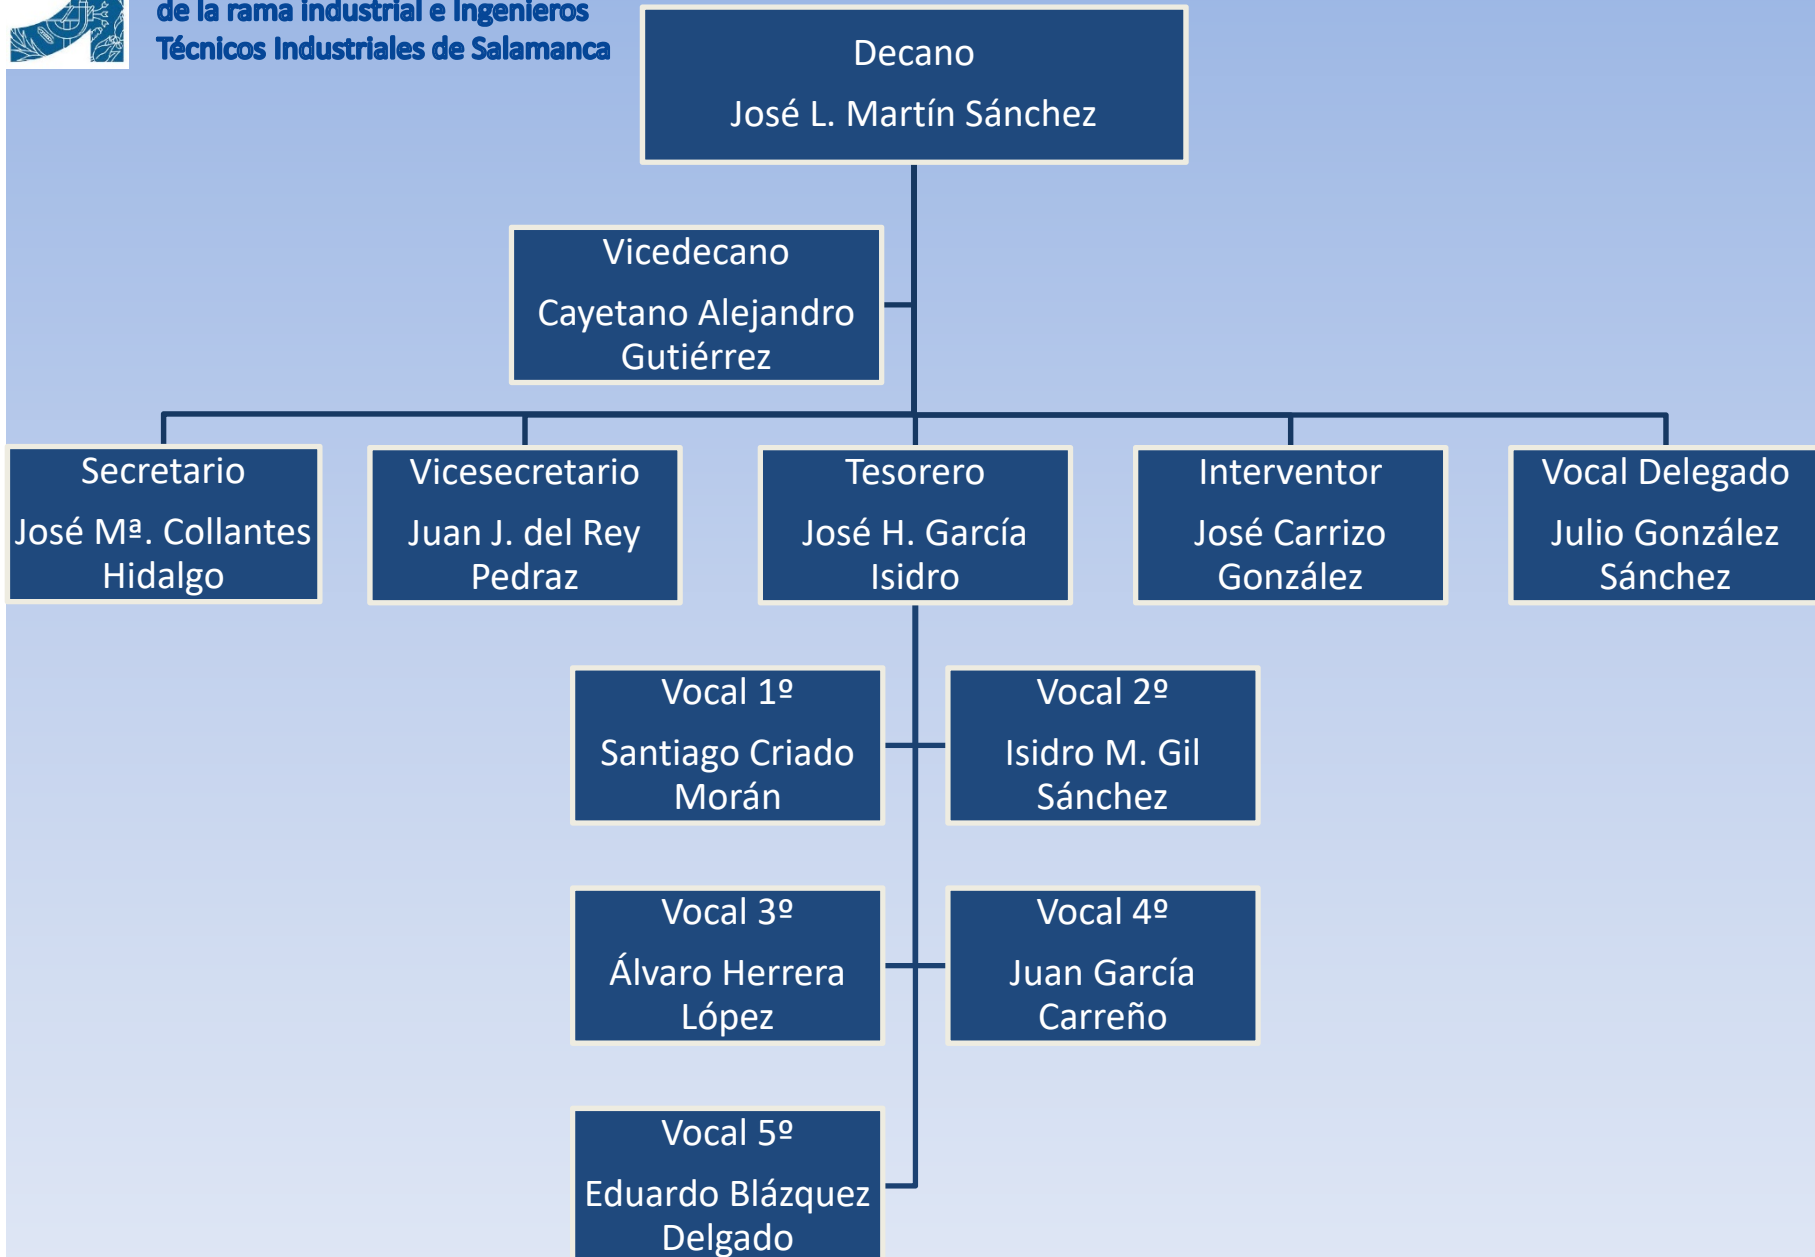 de la rama industrial e Ingenieros
Técnicos Industriales de Salamanca
Decano
José L. Martín Sánchez
Vicedecano
Cayetano Alejandro
Gutiérrez
Secretario
José Mª. Collantes
Hidalgo
Vicesecretario
Juan J. del Rey
Pedraz
Tesorero
José H. García
Isidro
Interventor
José Carrizo
González
Vocal Delegado
Julio González
Sánchez
Vocal 1º
Santiago Criado
Morán
Vocal 2º
Isidro M. Gil
Sánchez
Vocal 3º
Álvaro Herrera
López
Vocal 4º
Juan García
Carreño
Vocal 5º
Eduardo Blázquez
Delgado